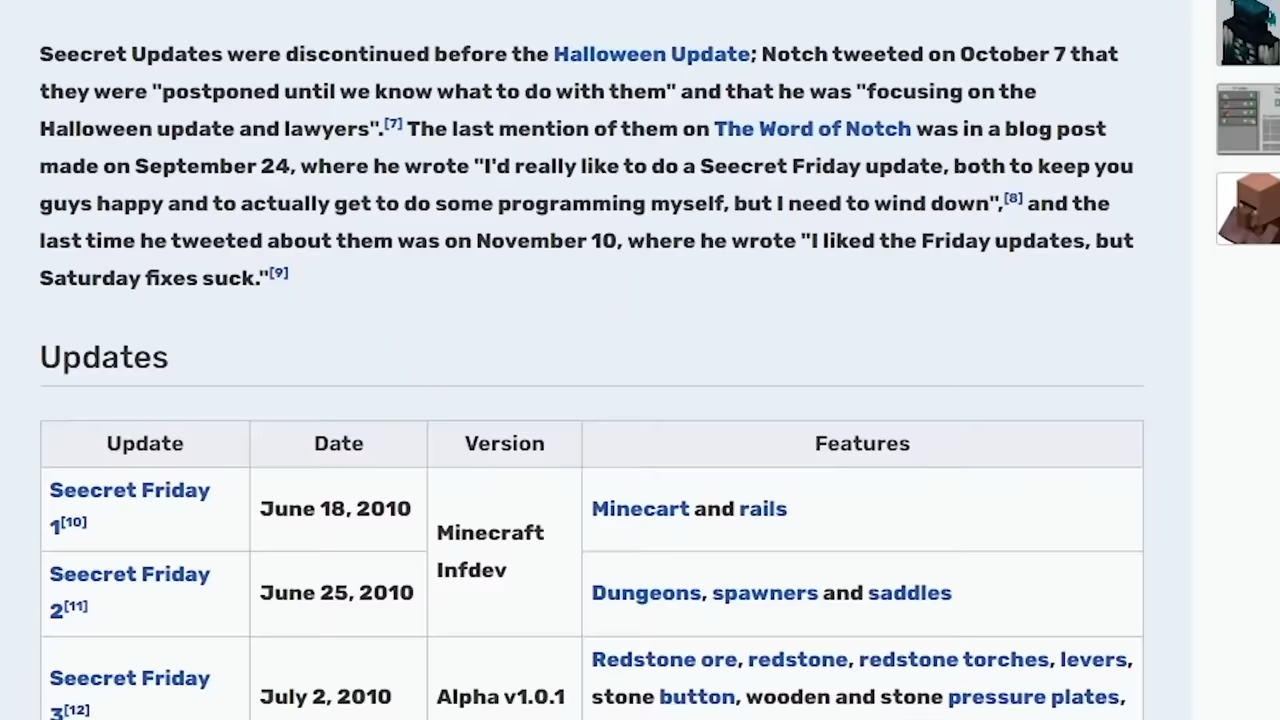 Seecret Updates were discontinued before the Halloween Update; Notch tweeted on October 7 that
they were "postponed until we know what to do with them" and that he was "focusing on the
Halloween update and lawyers".[7] The last mention of them on The Word of Notch was in a blog post
made on September 24, where he wrote "I'd really like to do a Seecret Friday update, both to keep you
guys happy and to actually get to do some programming myself, but I need to wind down",[8] and the
last time he tweeted about them was on November 10, where he wrote "I liked the Friday updates, but
Saturday fixes suck."[9]
Updates
Update Date Version Features
Seecret Friday
1[10]
June 18, 2010
Minecraft
Infdev
Minecart and rails
Seecret Friday
2[11]
June 25, 2010
Dungeons, spawners and saddles
Seecret Friday
3[12]
July 2, 2010
Alpha v1.0.1
Redstone ore, redstone, redstone torches, levers,
stone button, wooden and stone pressure plates,